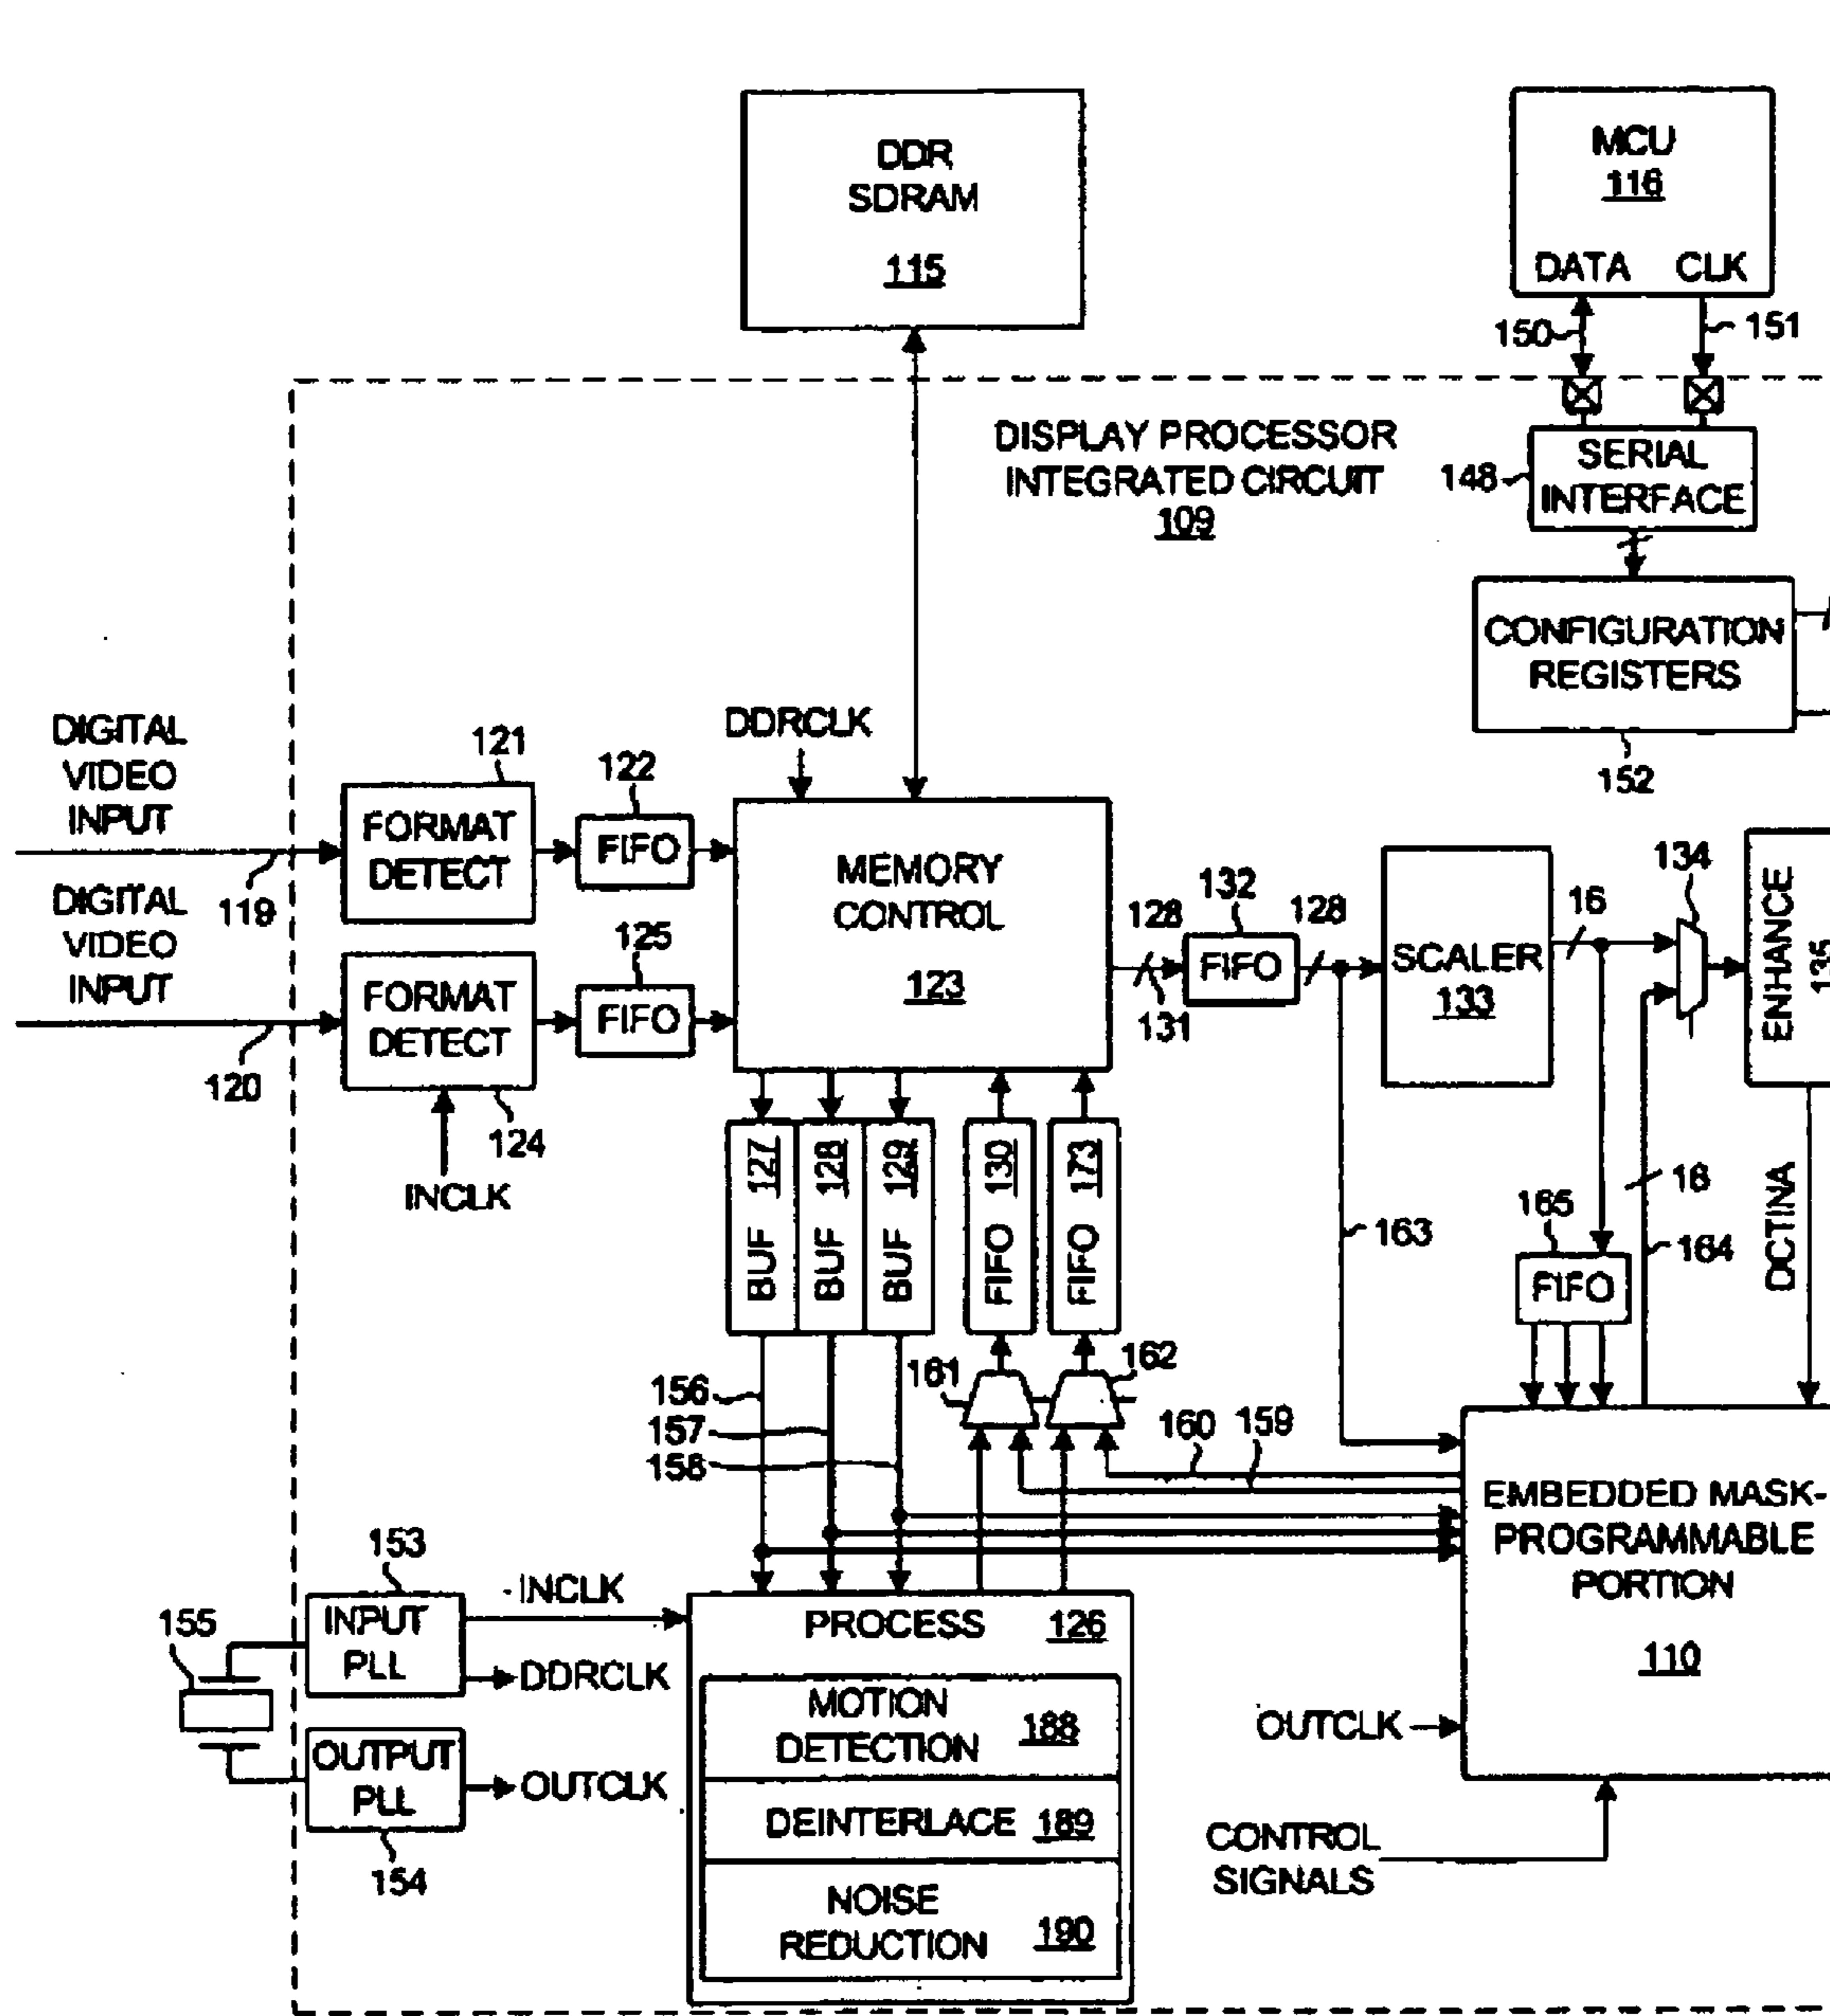 DDR
SDRAM
115
MCU
116
DATA CLK
150
151
DISPLAY PROCESSOR
INTEGRATED CIRCUIT
109
148
SERIAL
INTERFACE
CONFIGURATION
REGISTERS
152
DIGITAL
VIDEO
INPUT
119
DIGITAL
VIDEO
INPUT
120
121
FORMAT
DETECT
122
FIFO
DDRCLK
MEMORY
CONTROL
123
125
FIFO
FORMAT
DETECT
124
INCLK
128
131
132
FIFO
128
SCALER
133
16
134
ENHANCE
135
BUF 127
BUF 128
BUF 129
FIFO 130
FIFO 173
163
165
FIFO
16
164
DCTINA
161
162
156
157
158
160
159
EMBEDDED MASK-
PROGRAMMABLE
PORTION
110
OUTCLK
CONTROL
SIGNALS
153
INPUT
PLL
INCLK
DDRCLK
155
OUTPUT
PLL
OUTCLK
154
PROCESS 126
MOTION
DETECTION 188
DEINTERLACE 189
NOISE
REDUCTION 190